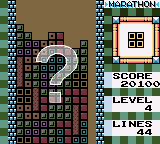 MARATHON
?
SCORE
20100
LEVEL
4
LINES
44